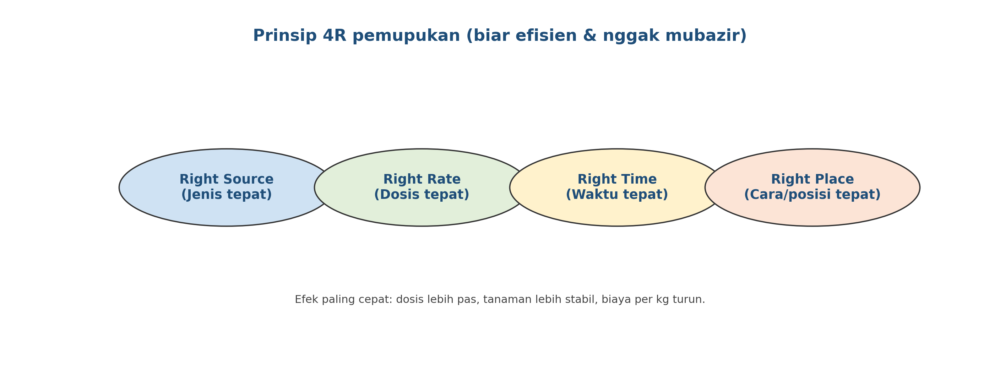 Prinsip 4R pemupukan (biar efisien & nggak mubazir)
Right Source
(Jenis tepat)
Right Rate
(Dosis tepat)
Right Time
(Waktu tepat)
Right Place
(Cara/posisi tepat)
Efek paling cepat: dosis lebih pas, tanaman lebih stabil, biaya per kg turun.